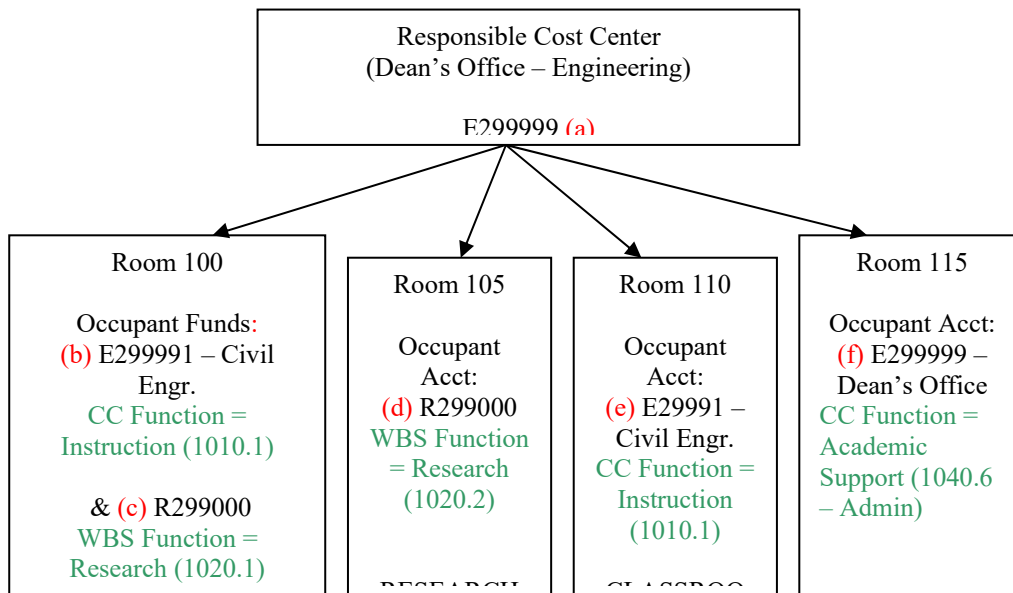 Responsible Cost Center
(Dean's Office – Engineering)
E299999 (a)
Room 100
Occupant Funds:
(b) E299991 – Civil
Engr.
CC Function =
Instruction (1010.1)
& (c) R299000
WBS Function =
Research (1020.1)
Room 105
Occupant
Acct:
(d) R299000
WBS Function
= Research
(1020.2)
RESEARCH
Room 110
Occupant
Acct:
(e) E29991 –
Civil Engr.
CC Function =
Instruction
(1010.1)
CLASSROO
Room 115
Occupant Acct:
(f) E299999 –
Dean's Office
CC Function =
Academic
Support (1040.6
– Admin)